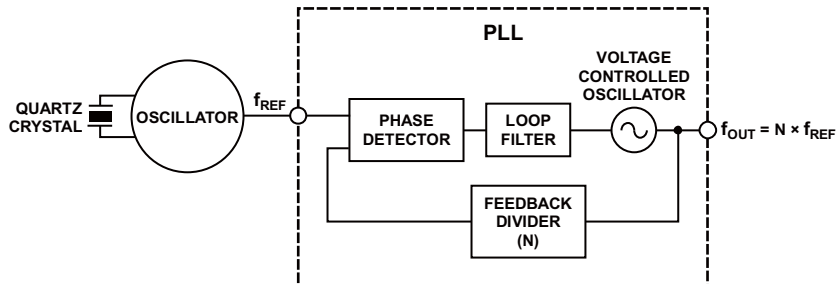 PLL
VOLTAGE
CONTROLLED
OSCILLATOR
QUARTZ
CRYSTAL
OSCILLATOR
fREF
PHASE
DETECTOR
LOOP
FILTER
fOUT = N × fREF
FEEDBACK
DIVIDER
(N)